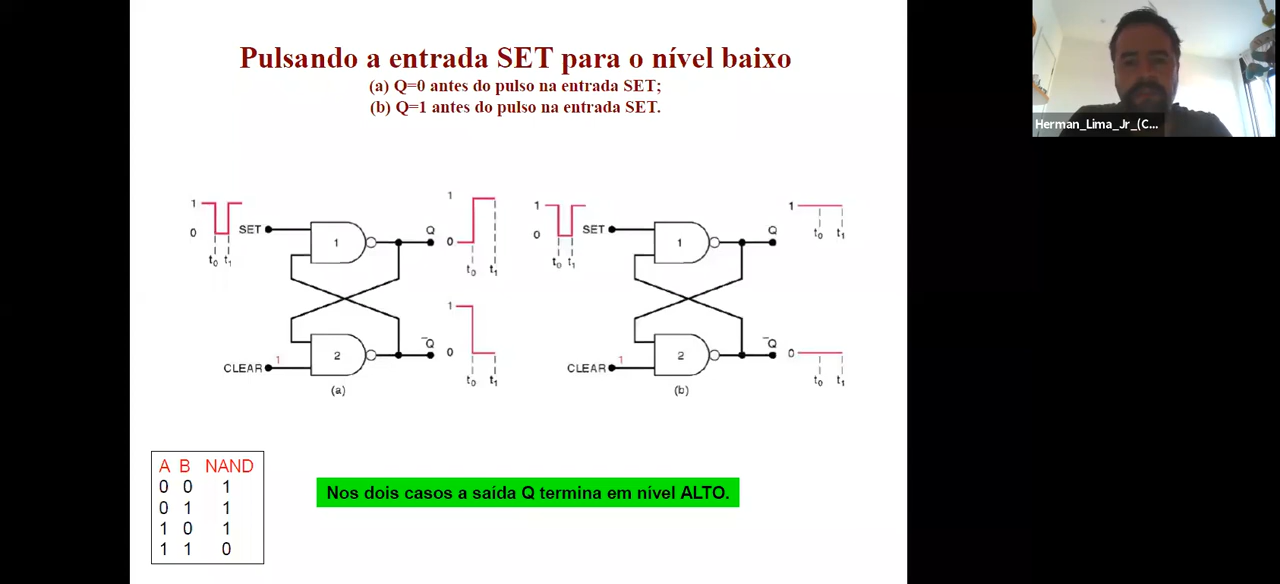 Pulsando a entrada SET para o nível baixo
(a) Q=0 antes do pulso na entrada SET;
(b) Q=1 antes do pulso na entrada SET.
Herman_Lima_Jr_(C...
1
0
t0 t1
SET
1
Q
1
0
t0 t1
CLEAR
1
2
Q
1
0
t0 t1
(a)
1
0
t0 t1
SET
1
Q
1
t0 t1
CLEAR
1
2
Q
0
t0 t1
(b)
A B NAND
0 0 1
0 1 1
1 0 1
1 1 0
Nos dois casos a saída Q termina em nível ALTO.